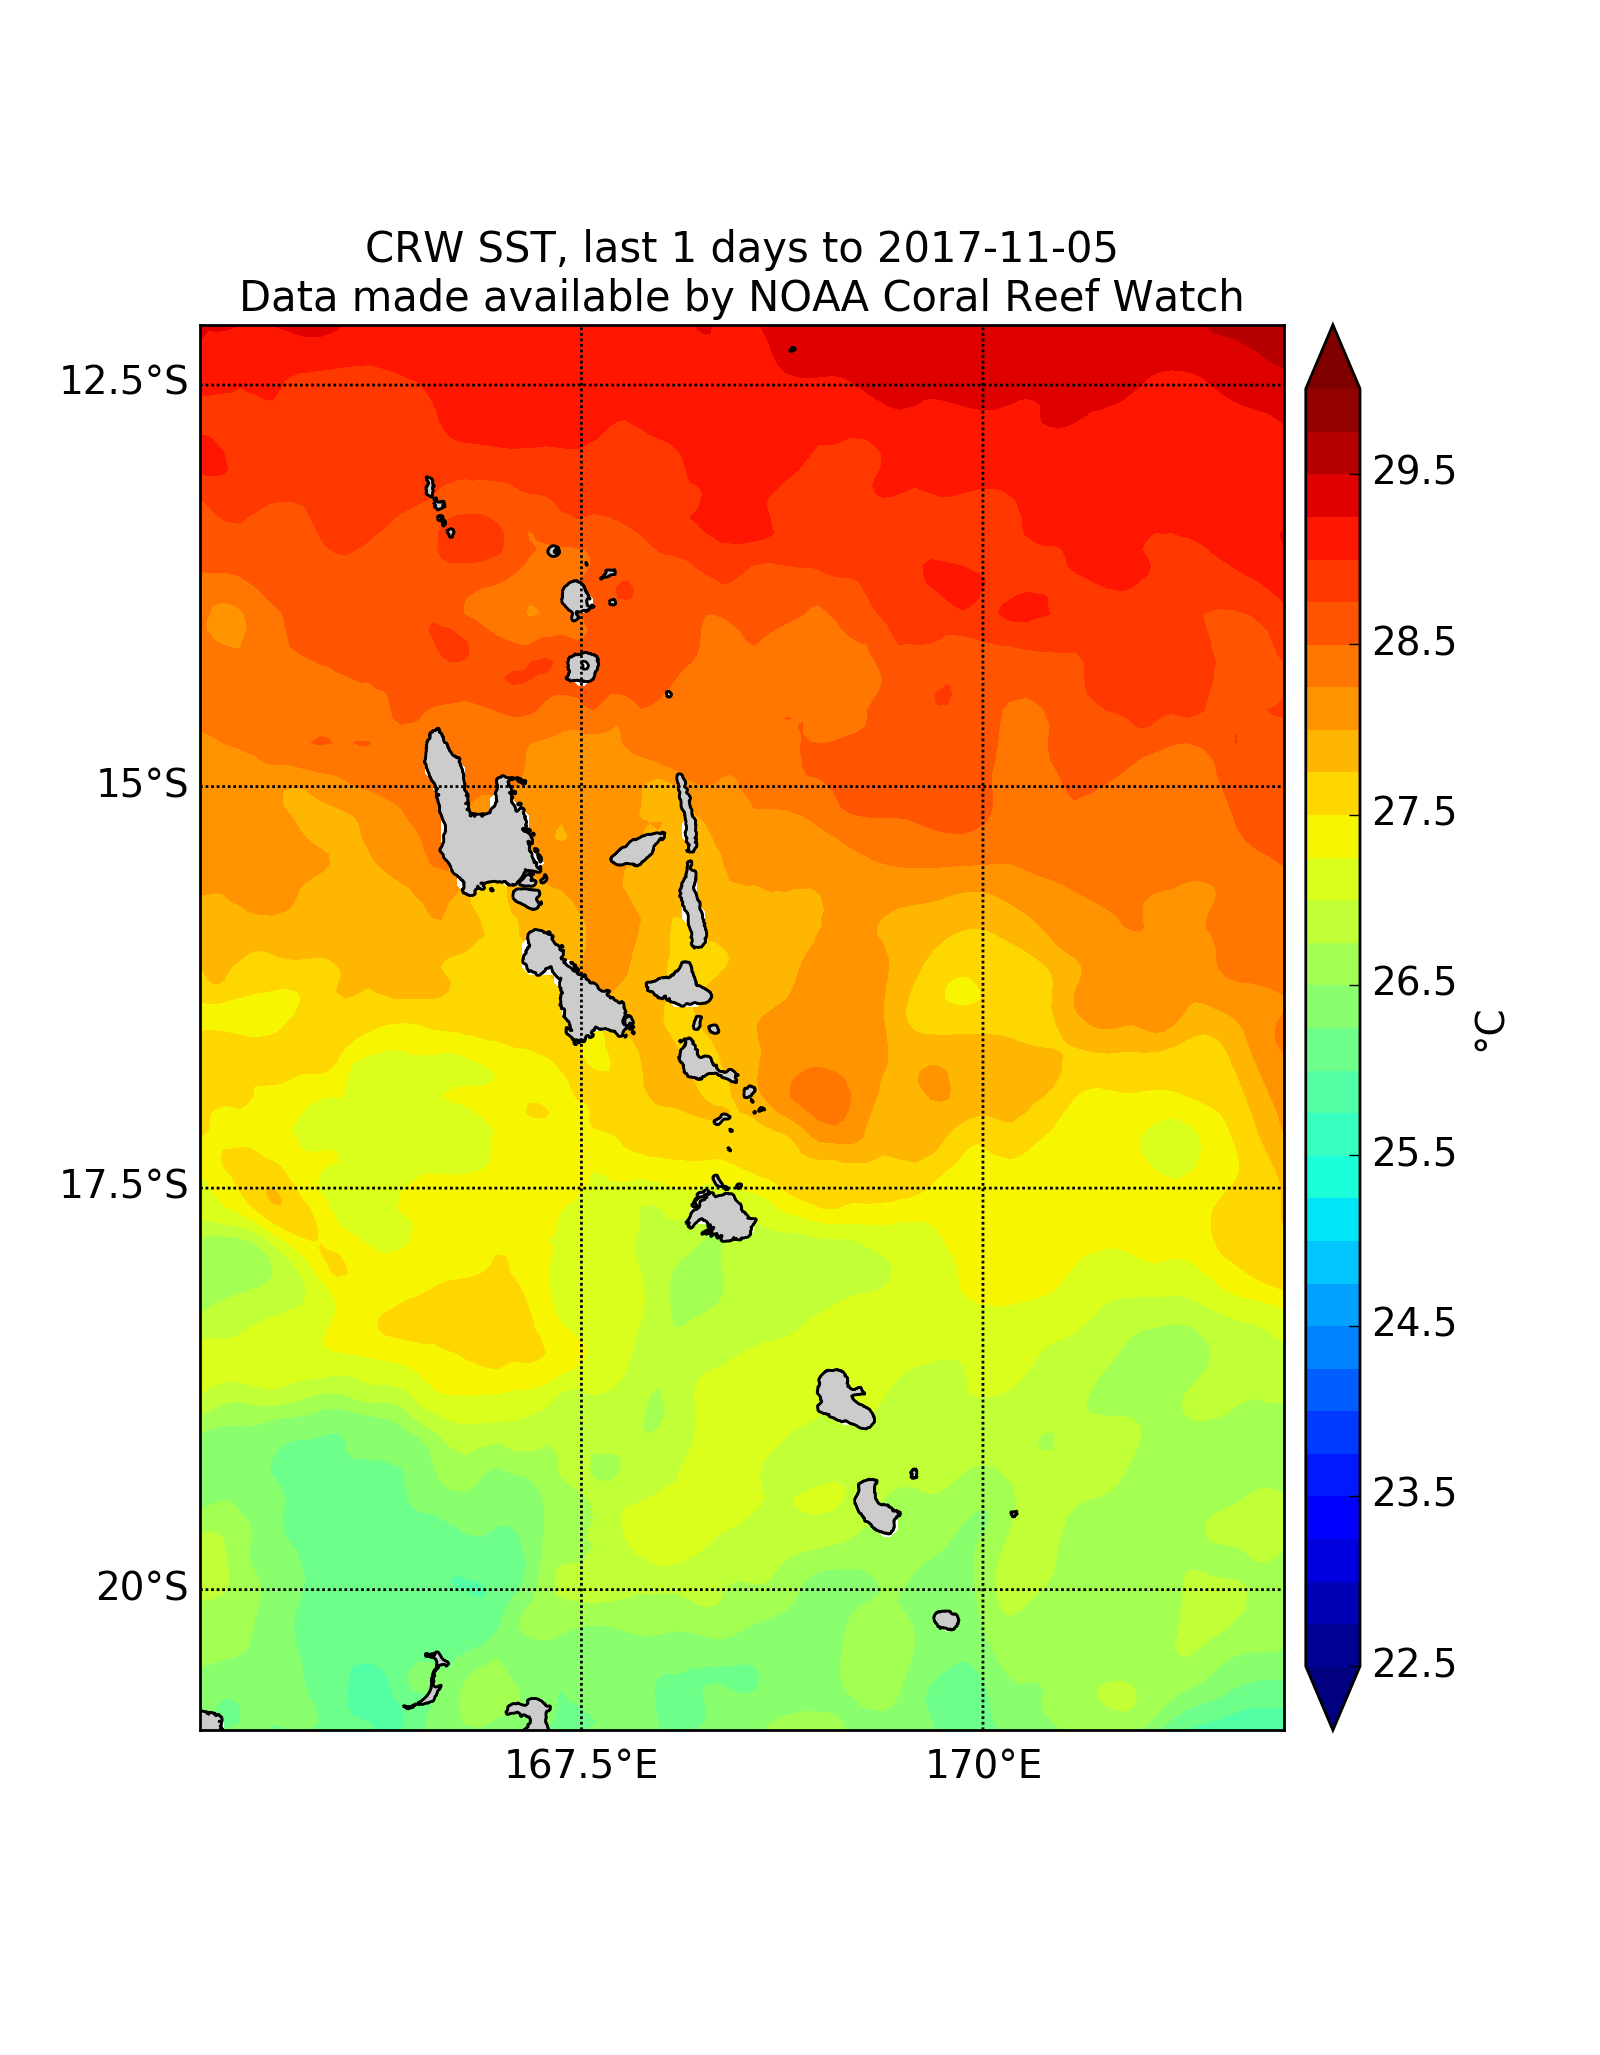 CRW SST, last 1 days to 2017-11-05
Data made available by NOAA Coral Reef Watch
12.5°S
15°S
17.5°S
20°S
167.5°E
170°E
29.5
28.5
27.5
26.5
25.5
24.5
23.5
22.5
°C